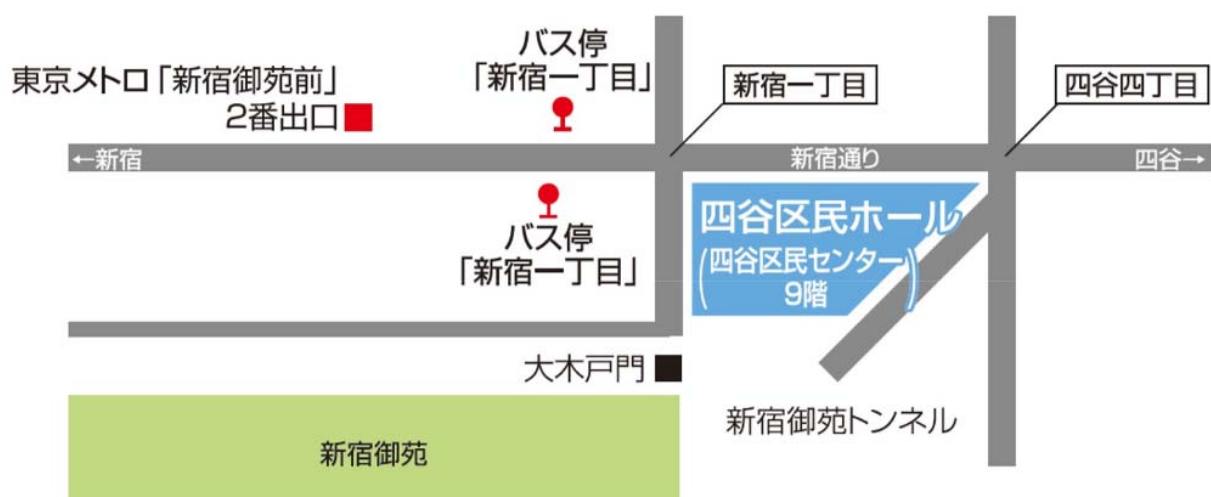 バス停
「新宿一丁目」
東京メトロ「新宿御苑前」
2番出口
新宿一丁目
四谷四丁目
←新宿
新宿通り
四谷→
四谷区民ホール
(四谷区民センター
9階)
バス停
「新宿一丁目」
大木戸門
新宿御苑トンネル
新宿御苑